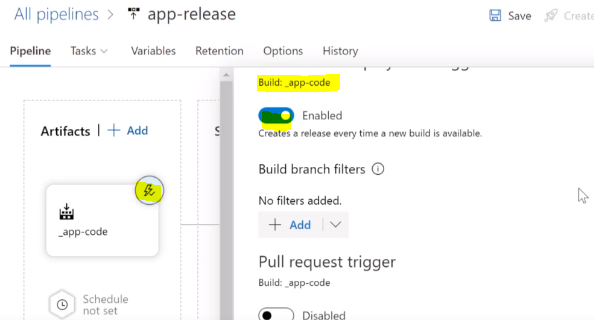 All pipelines > app-release
Save
Create
Pipeline Tasks Variables Retention Options History
Build: _app-code
Enabled
Creates a release every time a new build is available.
Artifacts | + Add
Build branch filters
No filters added.
+ Add
_app-code
Pull request trigger
Build: _app-code
Schedule
not set
Disabled